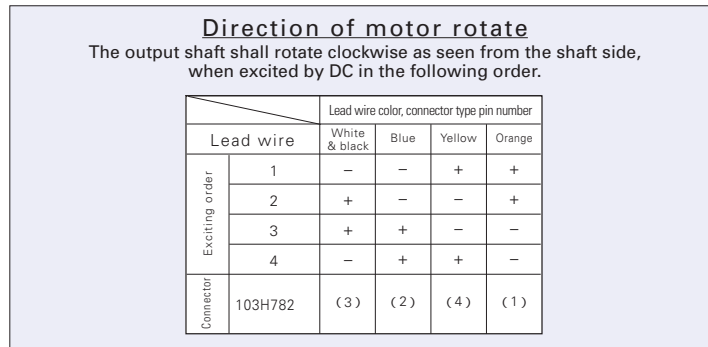 Direction of motor rotate
The output shaft shall rotate clockwise as seen from the shaft side,
when excited by DC in the following order.
Lead wire color, connector type pin number
Lead wire White & black Blue Yellow Orange
Exciting order
1 – – + +
2 + – – +
3 + + – –
4 – + + –
Connector 103H782 (3) (2) (4) (1)